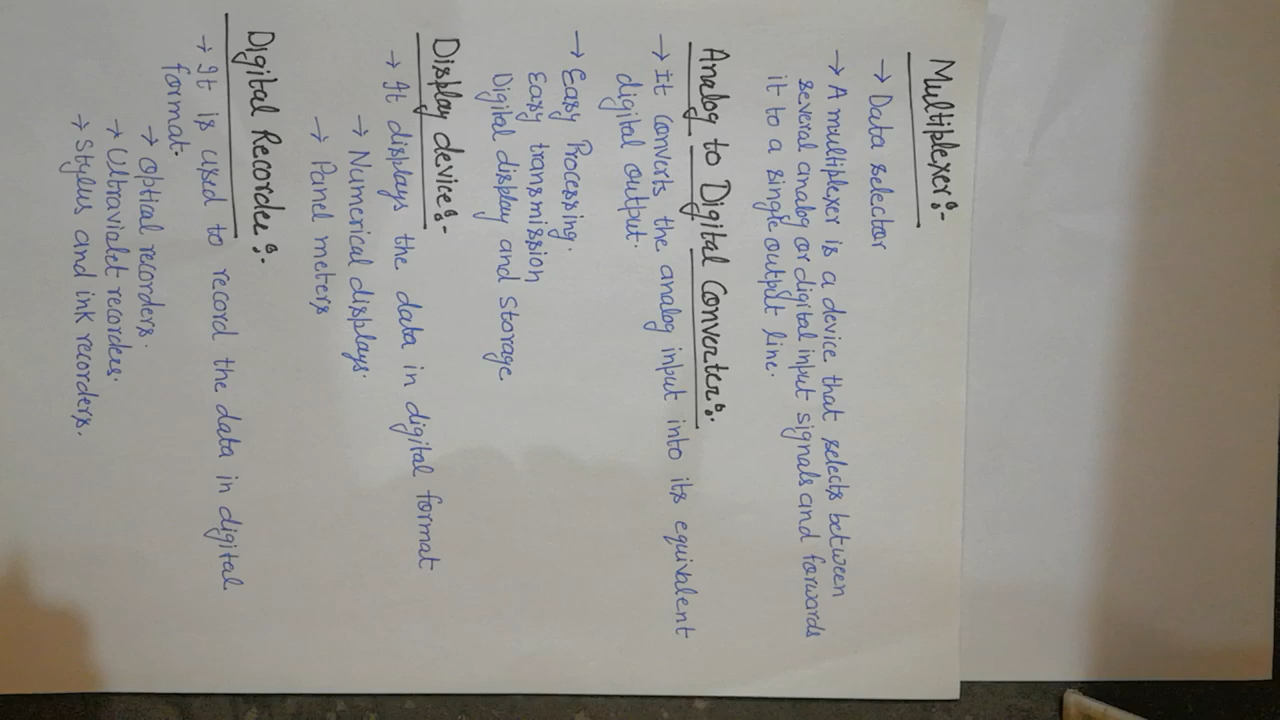 Multiplexer:-
→ Data selector
→ A multiplexer is a device that selects between
several analog or digital input signals and forwards
it to a single output line.
Analog to Digital Converter:-
→ It converts the analog input into its equivalent
digital output.
→ Easy Processing.
Easy transmission
Digital display and storage
Display device:-
→ It displays the data in digital format
→ Numerical displays.
→ Panel meters
Digital Recorder:-
→ It is used to record the data in digital
format.
→ optial recorders.
→ Ultraviolet recorders.
→ Stylus and ink recorders.